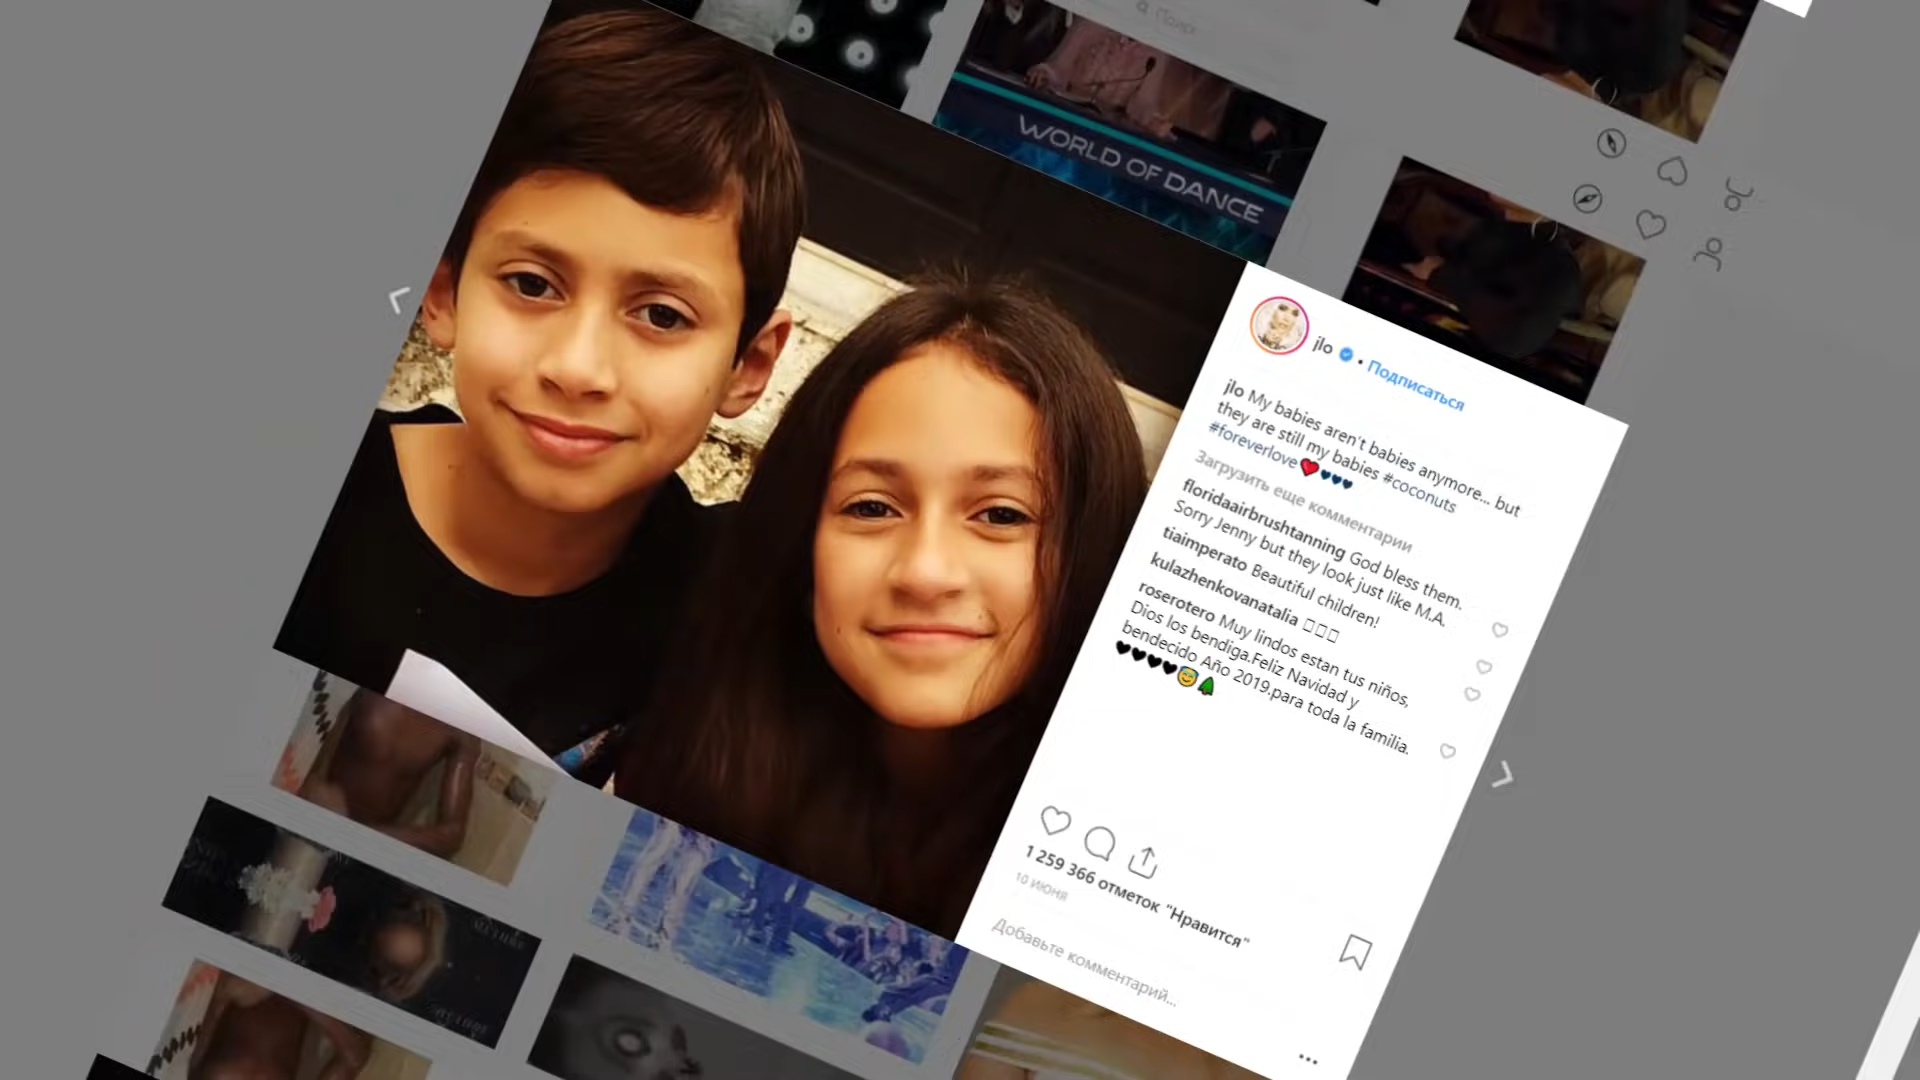 Поиск
WORLD OF DANCE
jlo • Подписаться
jlo My babies aren't babies anymore... but
they are still my babies #coconuts
#foreverlove❤️🖤🖤🖤
Загрузить еще комментарии
floridaairbrushtanning God bless them.
Sorry Jenny but they look just like M.A.
tiaimperato Beautiful children!
kulazhenkovanatalia □□□
roserotero Muy lindos estan tus niños,
Dios los bendiga.Feliz Navidad y
bendecido Año 2019.para toda la familia.
🖤🖤🖤🖤😇🌲
1 259 366 отметок "Нравится"
10 ИЮНЯ
Добавьте комментарий...